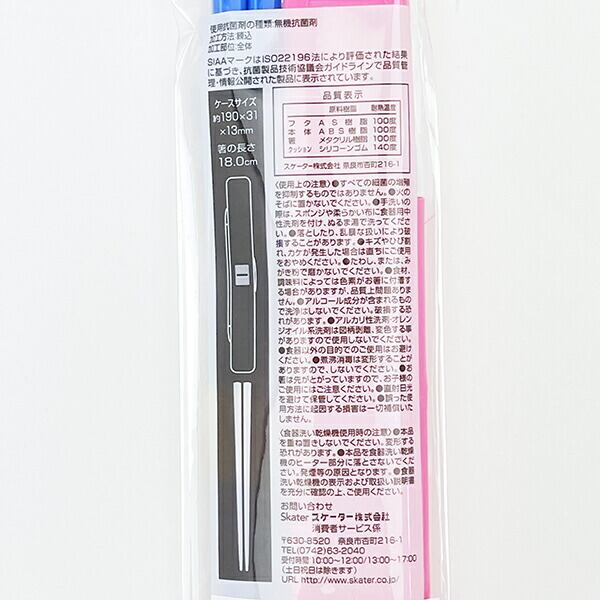 使用抗菌剤の種類:無機抗菌剤
加工方法:練込
加工部位:全体
SIAAマークはISO22196法により評価された結果
に基づき、抗菌製品技術協議会ガイドラインで品質管
理・情報公開された製品に表示されています。
ケースサイズ
約190×31
×13mm
箸の長さ
18.0cm
品質表示
原料樹脂 耐熱温度
フタ AS樹脂 100度
本体 ABS樹脂 100度
箸 メタクリル樹脂 100度
クッション シリコーンゴム 140度
スケーター株式会社 奈良市杏町216-1
〈使用上の注意〉●すべての細菌の増殖
を抑制するものではありません。●火の
そばに置かないでください。●手洗いの
際は、スポンジや柔らかい布に食器用中
性洗剤を付け、ぬるま湯で洗ってくださ
い。●落としたり、乱暴な扱いにより破
損することがあります。●キズやひび割
れ、カケが発生した場合は直ちにご使用
をおやめください。●たわし、または、み
がき粉で磨かないでください。●食材、
調味料によっては色素がお箸に付着す
る場合がありますが、品質上問題ありませ
ん。●アルコール成分が含まれるもの
で洗浄はしないでください。●アルカリ性洗剤・オレン
ジオイル系洗剤は図柄剥離、変色する事
がありますので使用しないでください。
●食器以外の目的でのご使用はお避け
ください。●煮沸消毒は変形することが
ありますので、しないでください。●お
箸は先がとがっていますので、お子様の
ご使用にはご注意ください。●直射日光
を避けて保管してください。●誤った使
用方法に起因する損害は一切補償いた
しません。
〈食器洗い乾燥機使用時の注意〉●本品
を重ね置きしないでください。変形する
恐れがあります。●本品を食器洗い乾燥
機のヒーター部分に落とさないでくださ
い。発煙等の原因となります。●食器
洗い乾燥機の表示および取扱い説明書
を充分に確認の上、ご使用ください。
お問い合わせ
Skater スケーター株式会社
消費者サービス係
〒630-8520 奈良市杏町216-1
TEL(0742)63-2040
受付時間 10:00~12:00/13:00~17:00
(土日祝日は除きます)
URL http://www.skater.co.jp/